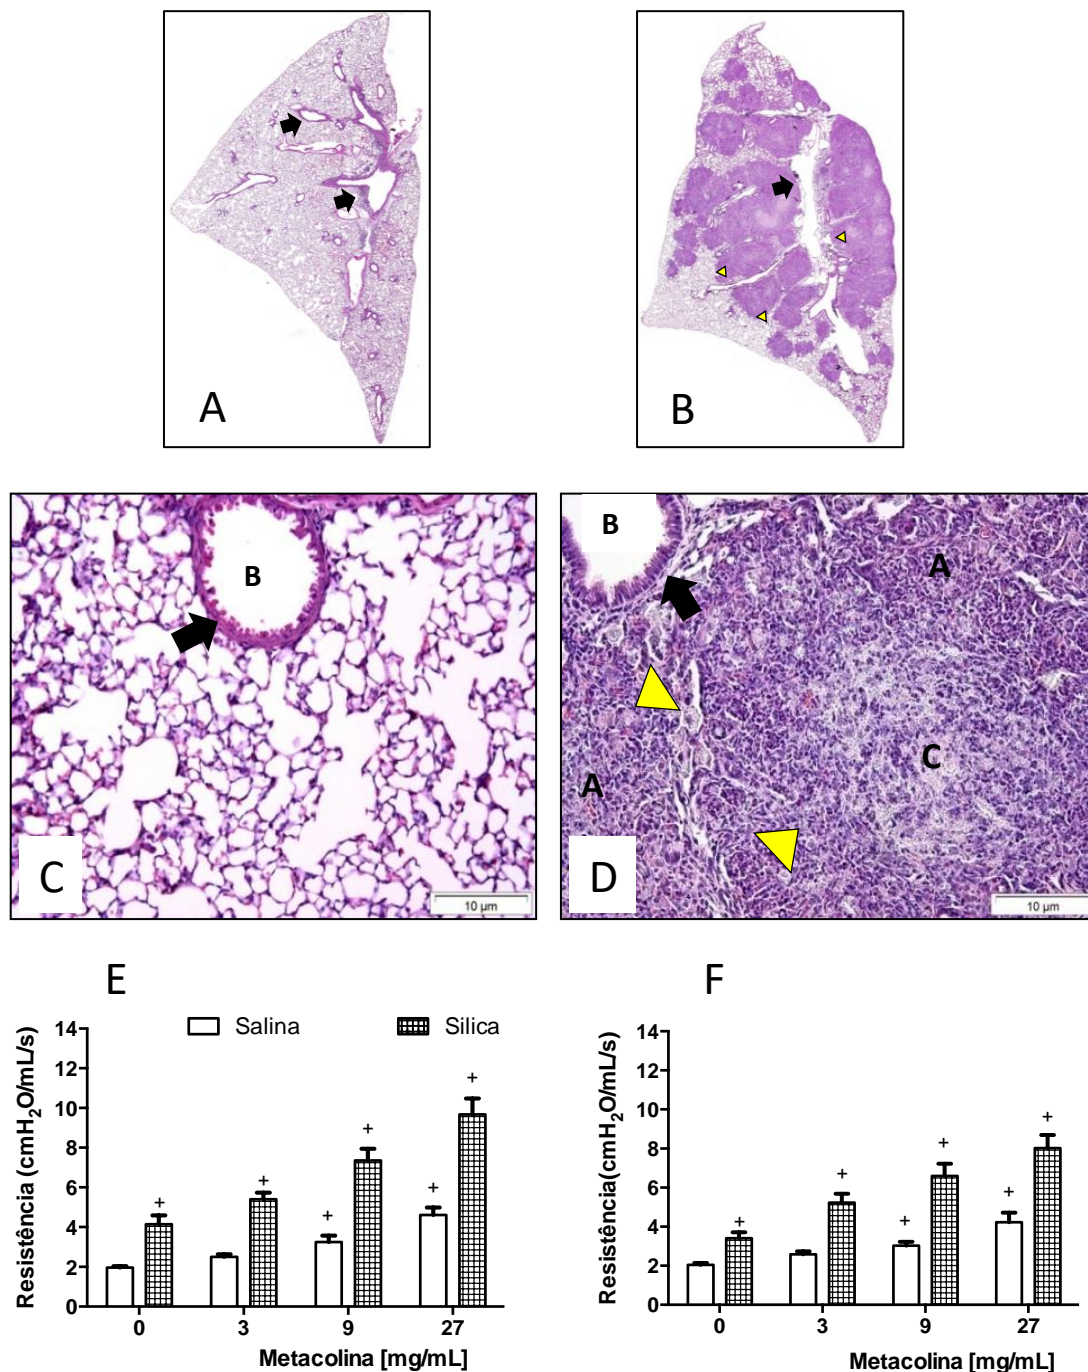 A
B
B
C
10 µm
B
A
A
C
D
10 µm
E
Salina
Silica
Resistência (cmH2O/mL/s)
14
12
10
8
6
4
2
0
+
+
+
+
+
+
0
3
9
27
Metacolina [mg/mL]
F
Resistência(cmH2O/mL/s)
14
12
10
8
6
4
2
0
+
+
+
+
+
+
0
3
9
27
Metacolina [mg/mL]